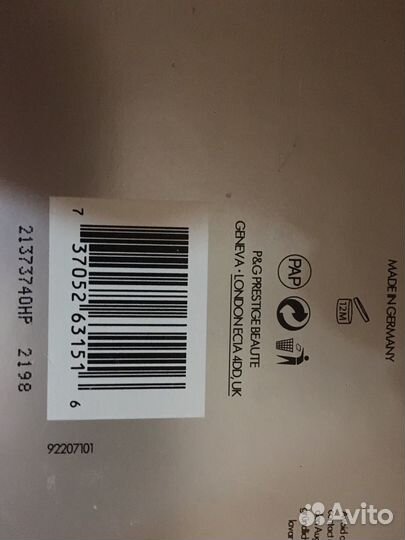 MADE IN GERMANY
12M
PAP
P&G PRESTIGE BEAUTE
GENEVA · LONDON EC1A 4DD, UK
7 37052 63151 6
21373740HP 2198
92207101
Avito